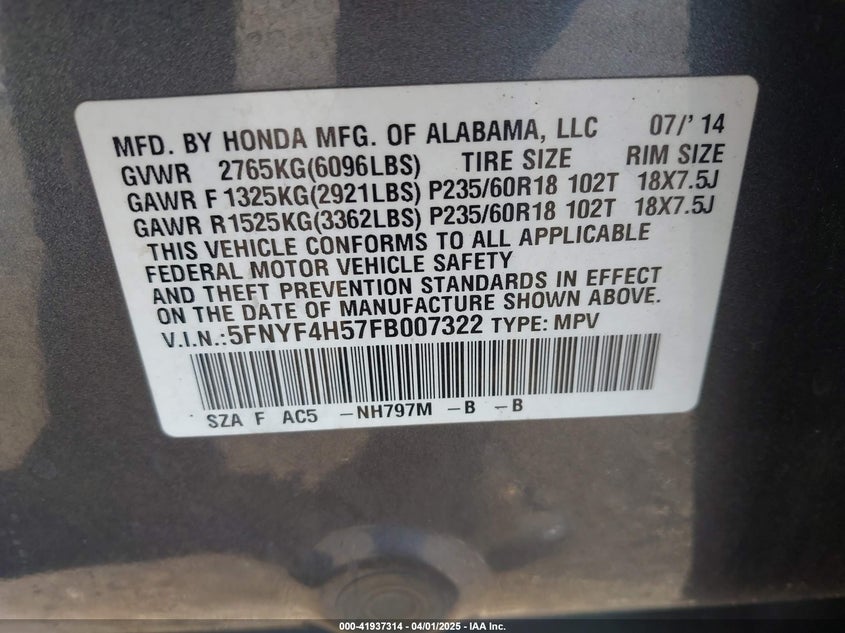 MFD. BY HONDA MFG. OF ALABAMA, LLC 07/' 14
GVWR 2765KG(6096LBS) TIRE SIZE RIM SIZE
GAWR F 1325KG(2921LBS) P235/60R18 102T 18X7.5J
GAWR R1525KG(3362LBS) P235/60R18 102T 18X7.5J
THIS VEHICLE CONFORMS TO ALL APPLICABLE
FEDERAL MOTOR VEHICLE SAFETY
AND THEFT PREVENTION STANDARDS IN EFFECT
ON THE DATE OF MANUFACTURE SHOWN ABOVE.
V.I.N.:5FNYF4H57FB007322 TYPE: MPV
SZA F AC5 -NH797M -B -B
000-41937314 - 04/01/2025 - IAA Inc.